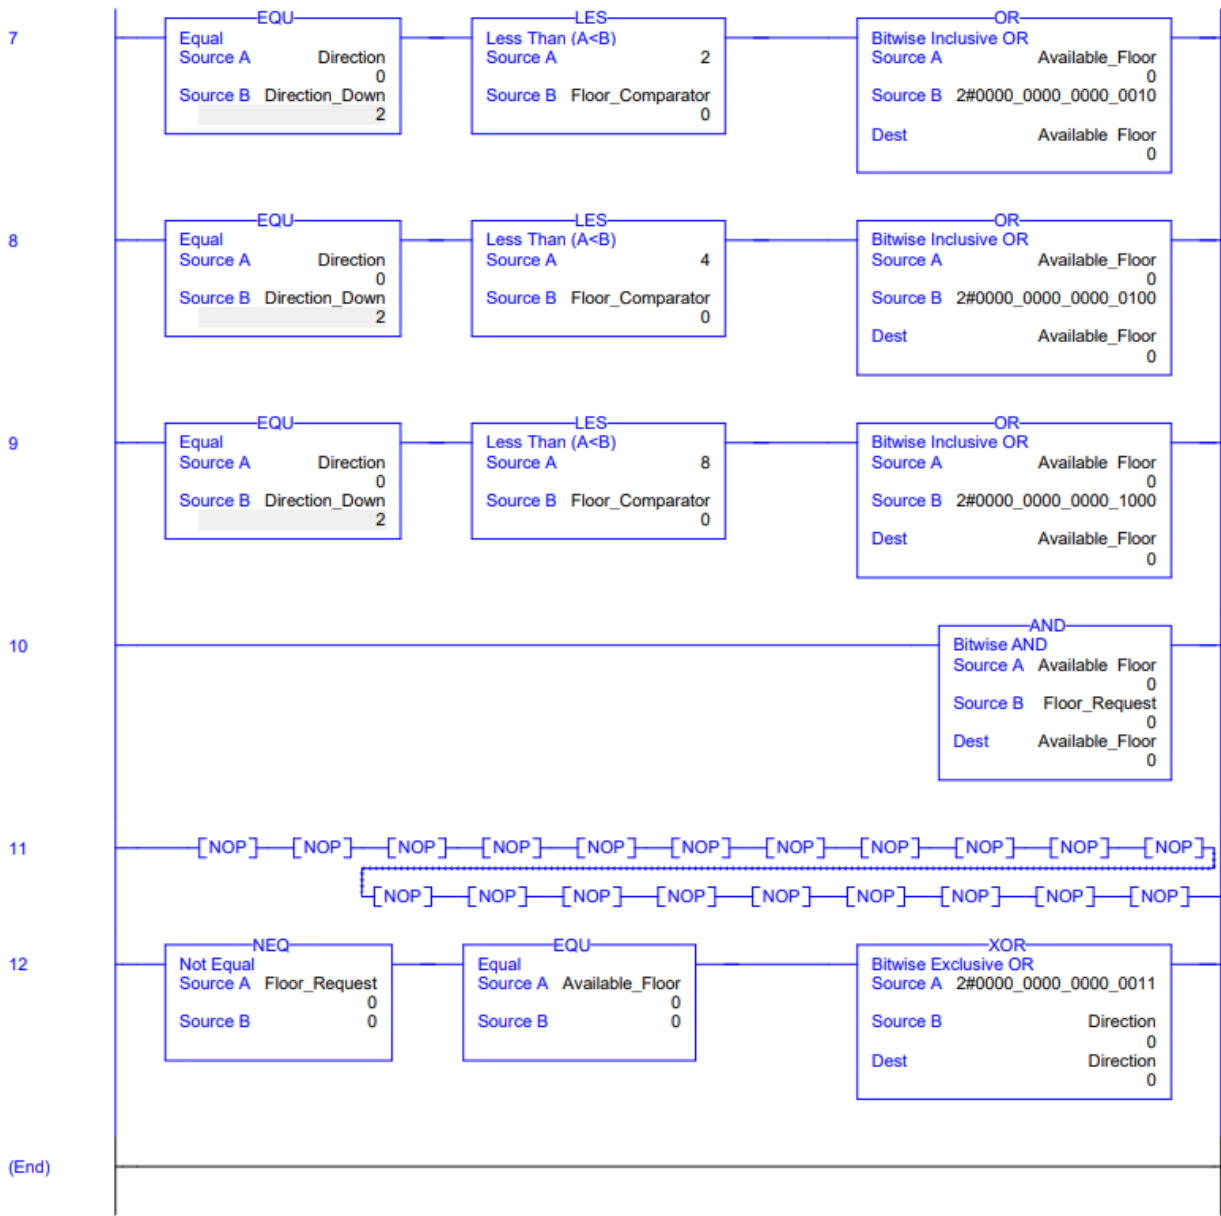 7
EQU
Equal
Source A Direction
0
Source B Direction_Down
2
LES
Less Than (A<B)
Source A 2
Source B Floor_Comparator
0
OR
Bitwise Inclusive OR
Source A Available_Floor
0
Source B 2#0000_0000_0000_0010
Dest Available_Floor
0
8
EQU
Equal
Source A Direction
0
Source B Direction_Down
2
LES
Less Than (A<B)
Source A 4
Source B Floor_Comparator
0
OR
Bitwise Inclusive OR
Source A Available_Floor
0
Source B 2#0000_0000_0000_0100
Dest Available_Floor
0
9
EQU
Equal
Source A Direction
0
Source B Direction_Down
2
LES
Less Than (A<B)
Source A 8
Source B Floor_Comparator
0
OR
Bitwise Inclusive OR
Source A Available_Floor
0
Source B 2#0000_0000_0000_1000
Dest Available_Floor
0
10
AND
Bitwise AND
Source A Available_Floor
0
Source B Floor_Request
0
Dest Available_Floor
0
11
NOP NOP NOP NOP NOP NOP NOP NOP NOP NOP NOP
NOP NOP NOP NOP NOP NOP NOP NOP NOP
12
NEQ
Not Equal
Source A Floor_Request
0
Source B 0
EQU
Equal
Source A Available_Floor
0
Source B 0
XOR
Bitwise Exclusive OR
Source A 2#0000_0000_0000_0011
Source B Direction
0
Dest Direction
0
(End)